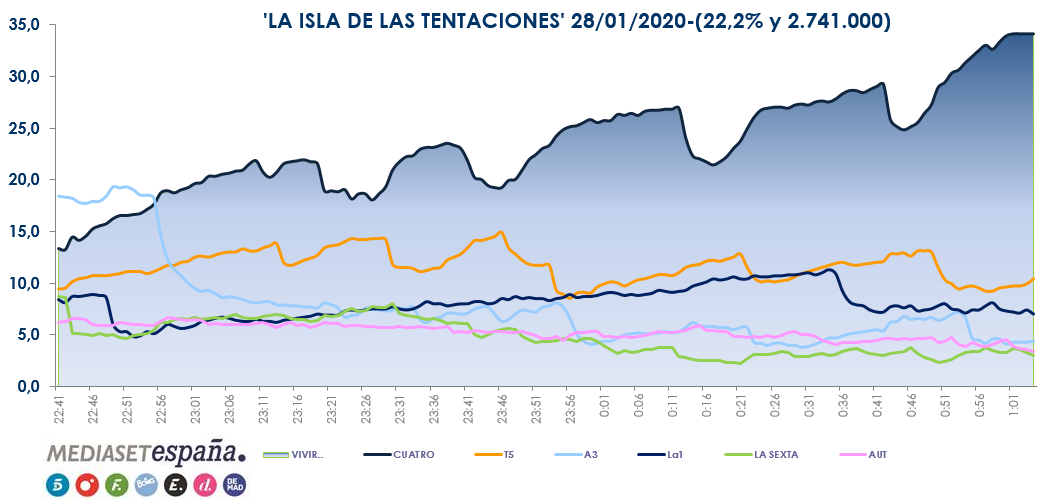 'LA ISLA DE LAS TENTACIONES' 28/01/2020-(22,2% y 2.741.000)
35,0
30,0
25,0
20,0
15,0
10,0
5,0
0,0
22:41 22:46 22:51 22:56 23:01 23:06 23:11 23:16 23:21 23:26 23:31 23:36 23:41 23:46 23:51 23:56 0:01 0:06 0:11 0:16 0:21 0:26 0:31 0:36 0:41 0:46 0:51 0:56 1:01
MEDIASETespaña.
VIVIR.. CUATRO T5 A3 La1 LA SEXTA AUT
5 F Boing E. d. BE MAD